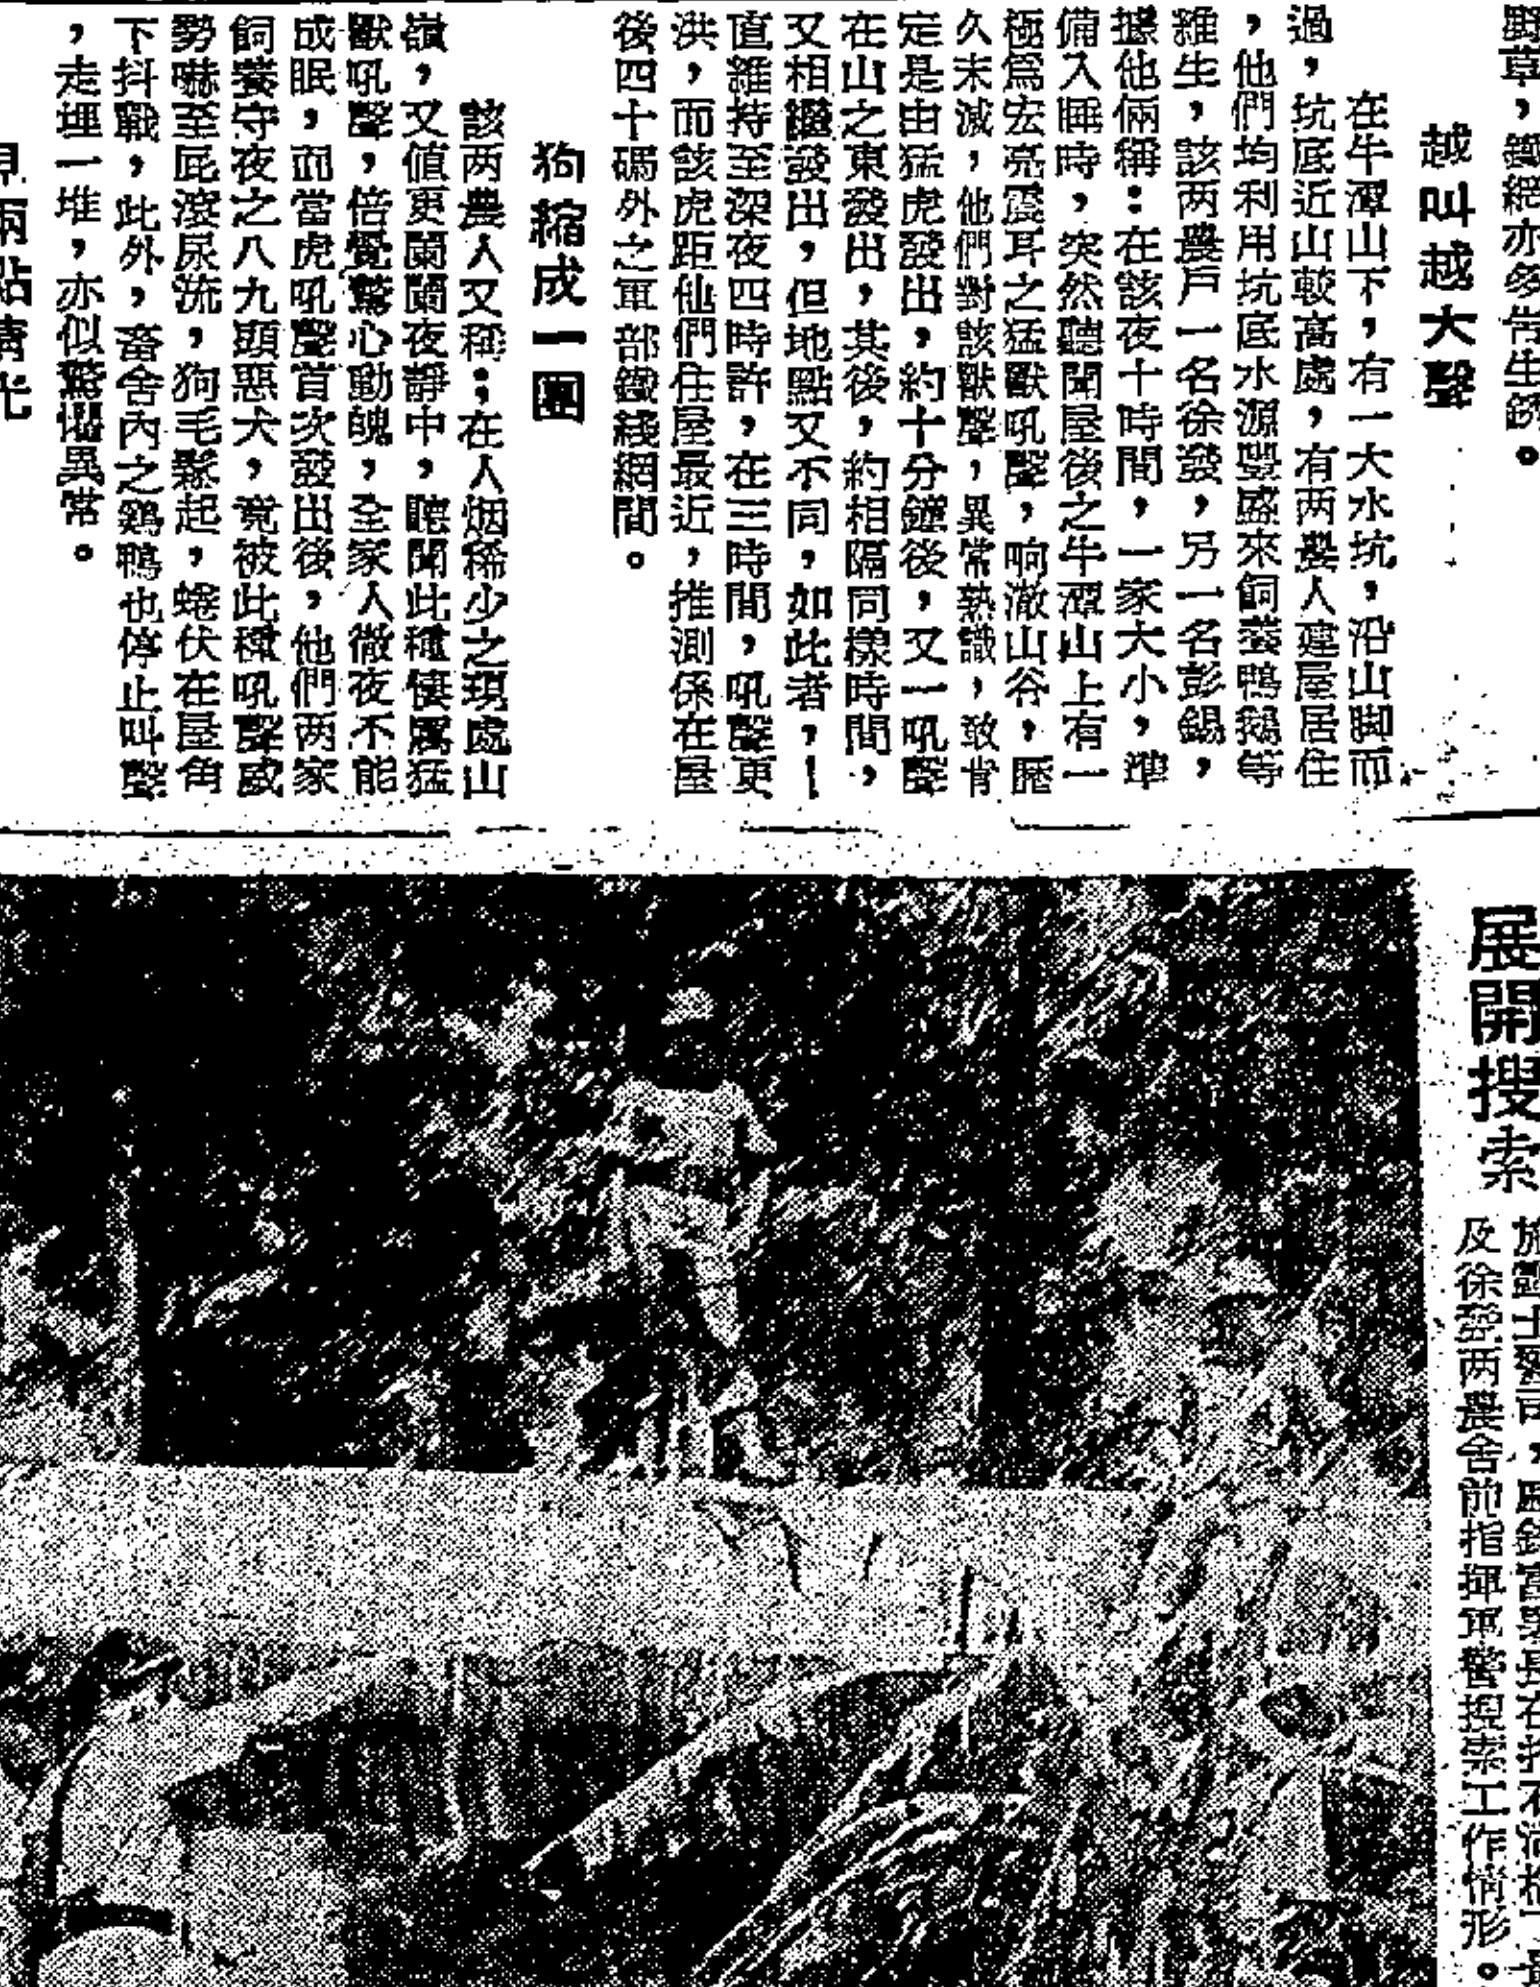 越叫越大聲
在牛潭山下，有一大水坑，沿山脚而
過，坑底近山較高處，有两農人建屋居住
，他們均利用坑底水源豐盛來飼養鴨鵝等
維生，該两農戶一名徐發，另一名彭錫，
據他倆稱：在該夜十時間，一家大小，準
備入睡時，突然聽聞屋後之牛潭山上有一
極爲宏亮震耳之猛獸吼聲，响澈山谷，歷
久未滅，他們對該獸聲，異常熟識，敢肯
定是由猛虎發出，約十分鐘後，又一吼聲
在山之東發出，其後，約相隔同樣時間，
又相繼發出，但地點又不同，如此者，一
直維持至深夜四時許，在三時間，吼聲更
洪，而該虎距他們住屋最近，推測係在屋
後四十碼外之軍部鐵綫網間。
狗縮成一團
該两農人又稱：在人烟稀少之現處山
嶺，又值更闌闌夜靜中，聽聞此種悽厲猛
獸吼聲，倍覺驚心動魄，全家人徹夜不能
成眠，而當虎吼聲首次發出後，他們两家
飼養守夜之八九頭惡犬，竟被此種吼聲威
勢嚇至屁滾尿流，狗毛鬆起，蜷伏在屋角
下抖戰，此外，畜舍內之鷄鴨也停止叫聲
，走埋一堆，亦似驚惕異常。
展開搜索
及徐彭两農舍前指揮軍警搜索工作情形。